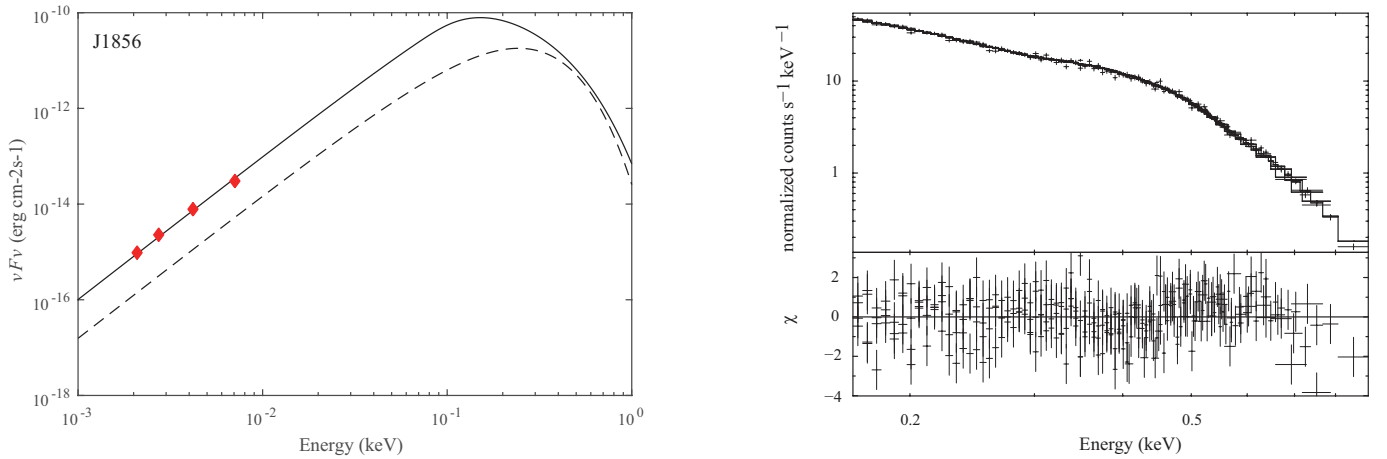 J1856
νFν (erg cm-2s-1)
10⁻¹⁰
10⁻¹²
10⁻¹⁴
10⁻¹⁶
10⁻¹⁸
10⁻³ 10⁻² 10⁻¹ 10⁰
Energy (keV)
normalized counts s⁻¹ keV⁻¹
10
1
χ
2
0
−2
−4
0.2 0.5
Energy (keV)